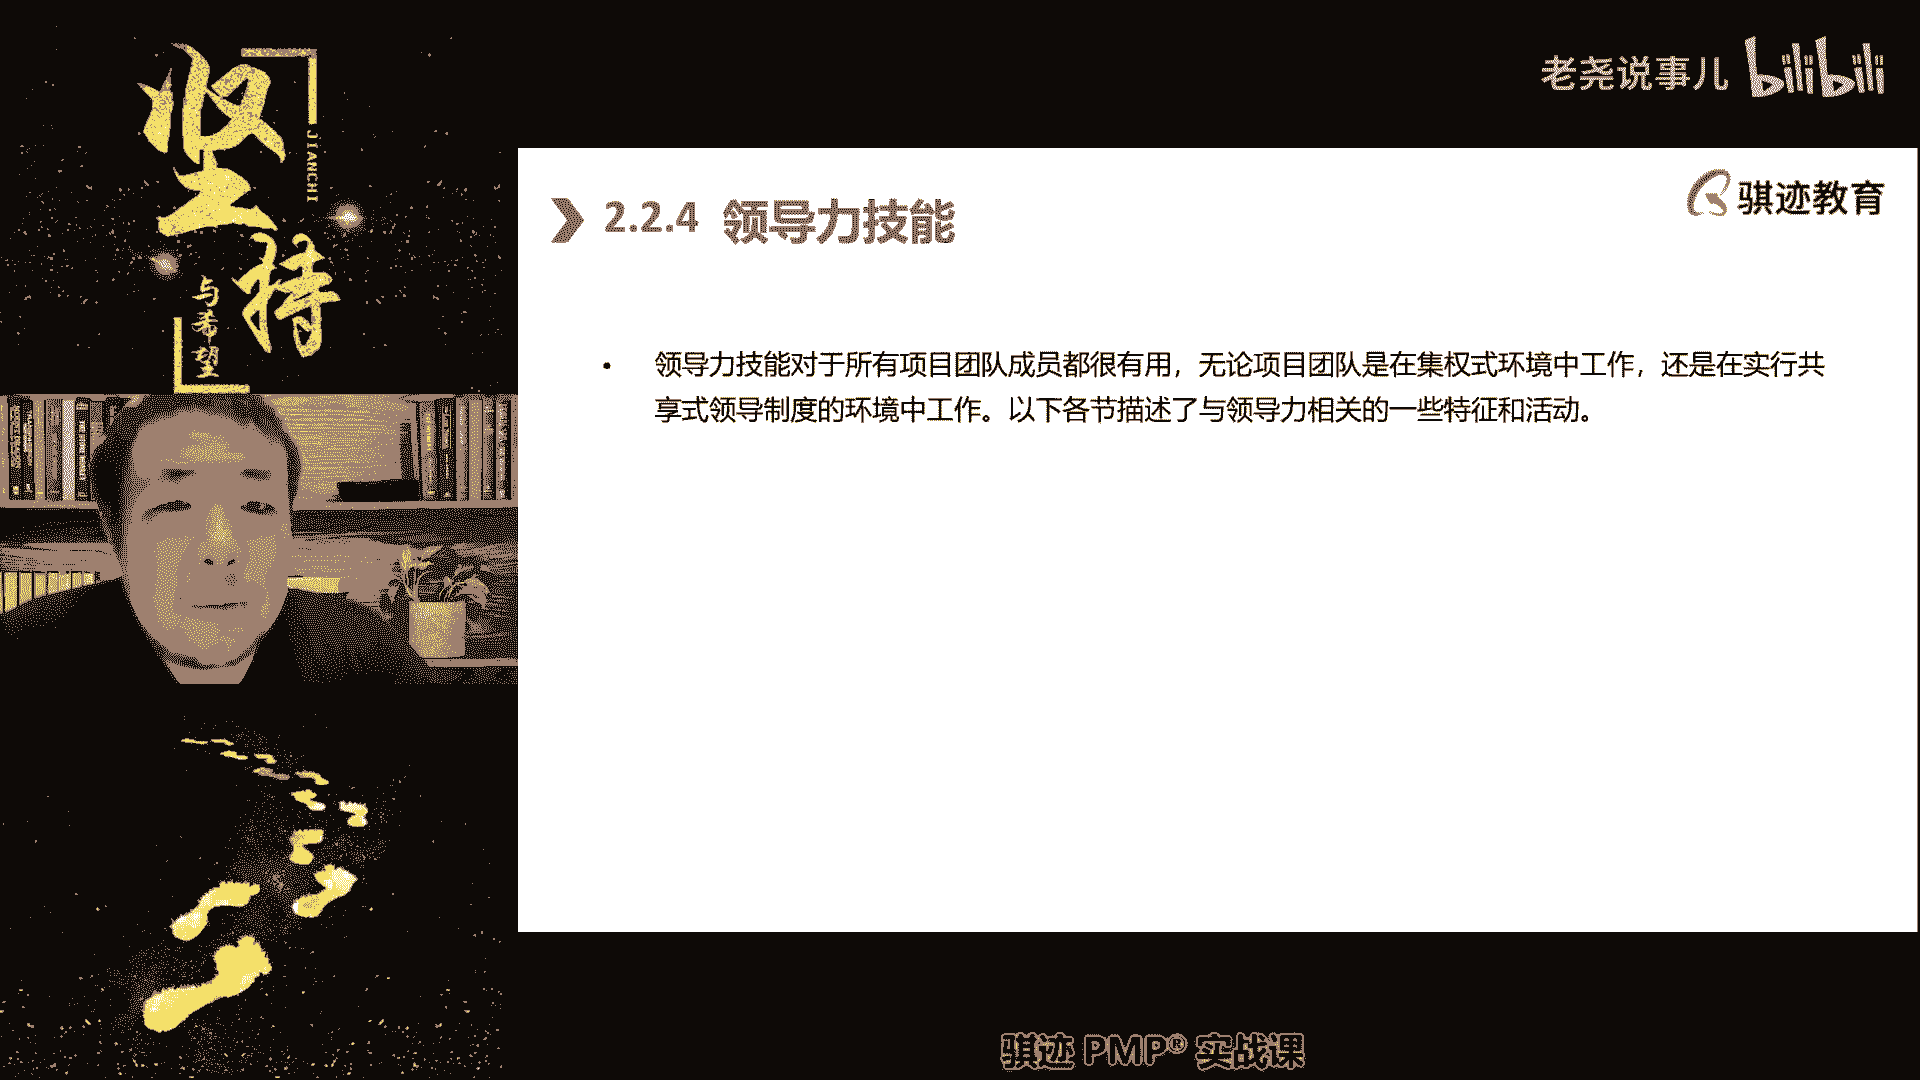 坚持
JIANCHI
与希望
老尧说事儿 bilibili
骐迹教育
2.2.4 领导力技能
• 领导力技能对于所有项目团队成员都很有用，无论项目团队是在集权式环境中工作，还是在实行共
享式领导制度的环境中工作。以下各节描述了与领导力相关的一些特征和活动。
骐迹 PMP® 实战课